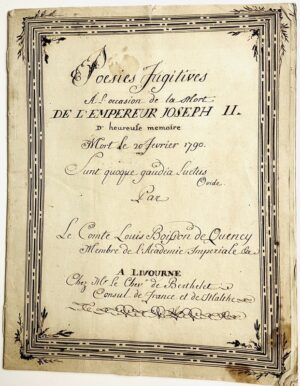 Poesies Fugitives
A l'occasion de la Mort
DE L'EMPEREUR JOSEPH II.
D'heureuse memoire
Mort le 20 fevrier 1790.
Sunt quoque gaudia luctus
Ovide.
Par
Le Comte Louis Boisson de Quency
Membre de l'Academie Imperiale &c
A LIVOURNE
Chez Mr le Chevr de Berthelet
Consul de France et de Malthe